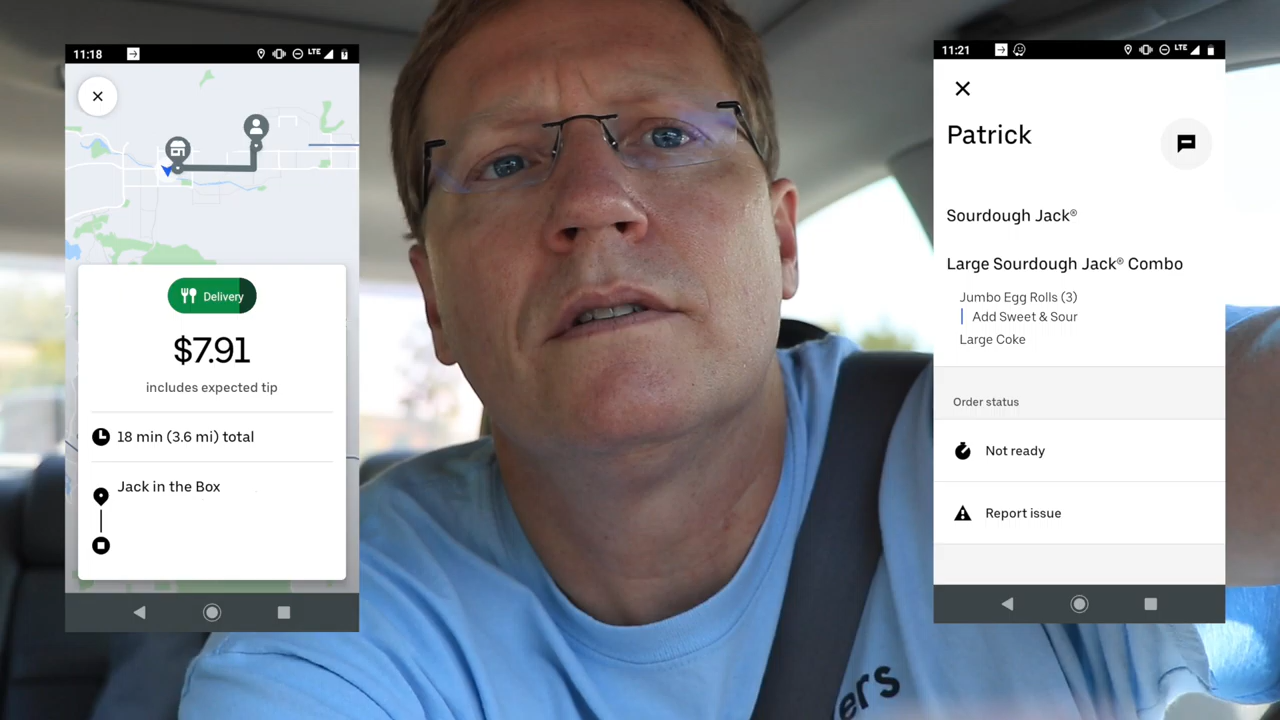 11:18
LTE
Delivery
$7.91
includes expected tip
18 min (3.6 mi) total
Jack in the Box
11:21
LTE
Patrick
Sourdough Jack®
Large Sourdough Jack® Combo
Jumbo Egg Rolls (3)
Add Sweet & Sour
Large Coke
Order status
Not ready
Report issue
ers